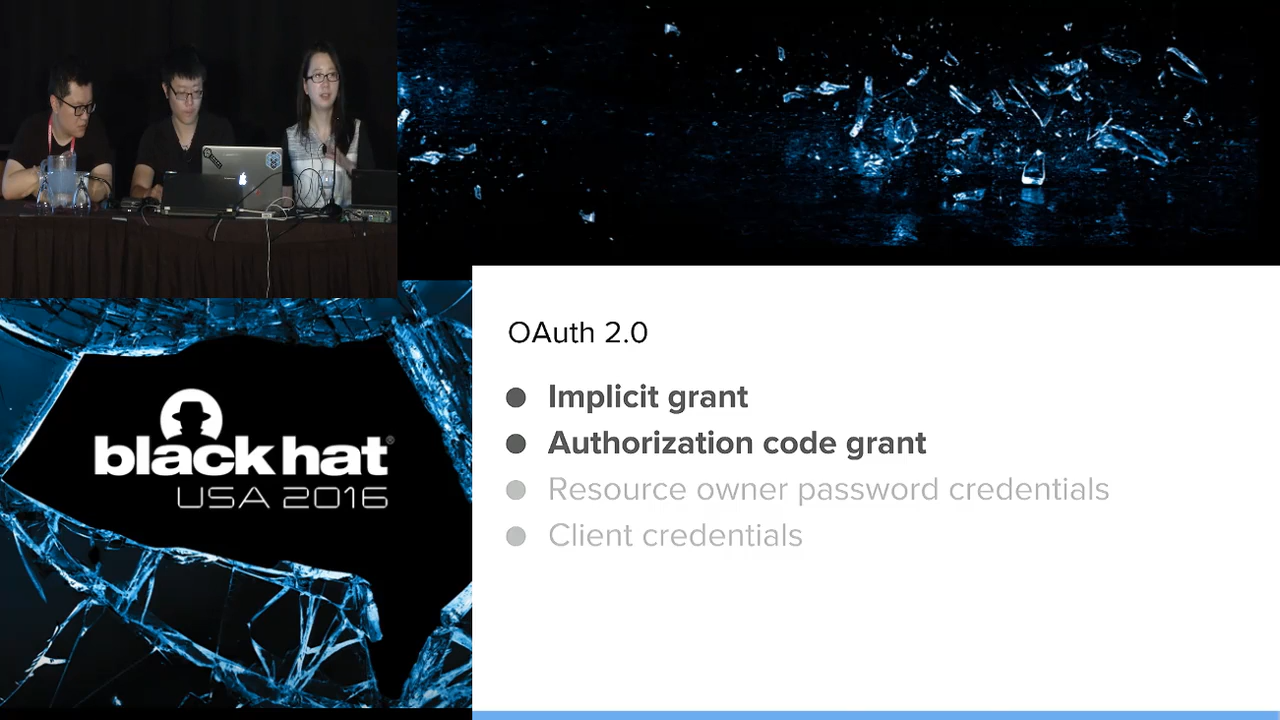 black hat®
USA 2016
OAuth 2.0
● Implicit grant
● Authorization code grant
● Resource owner password credentials
● Client credentials